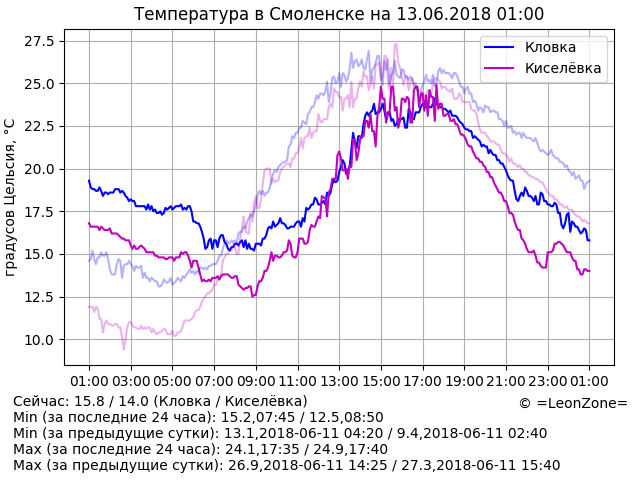 Температура в Смоленске на 13.06.2018 01:00
27.5
25.0
22.5
20.0
17.5
15.0
12.5
10.0
градусов Цельсия, °C
Кловка
Киселёвка
01:00 03:00 05:00 07:00 09:00 11:00 13:00 15:00 17:00 19:00 21:00 23:00 01:00
Сейчас: 15.8 / 14.0 (Кловка / Киселёвка)
© =LeonZone=
Min (за последние 24 часа): 15.2,07:45 / 12.5,08:50
Min (за предыдущие сутки): 13.1,2018-06-11 04:20 / 9.4,2018-06-11 02:40
Max (за последние 24 часа): 24.1,17:35 / 24.9,17:40
Max (за предыдущие сутки): 26.9,2018-06-11 14:25 / 27.3,2018-06-11 15:40